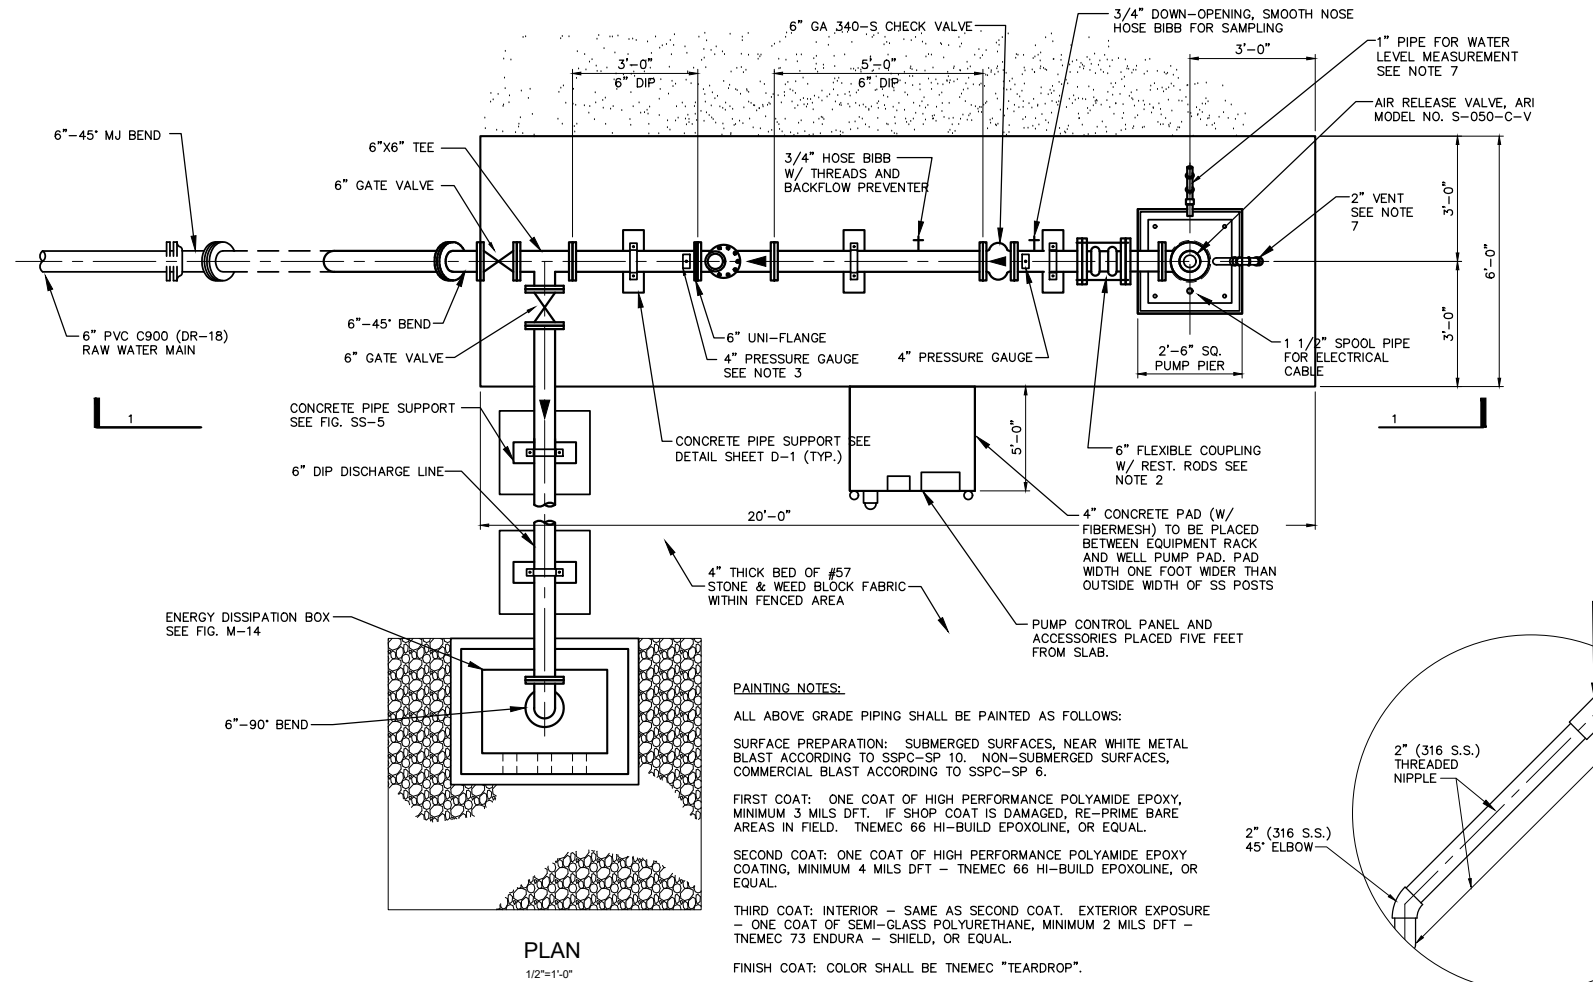 6" GA 340-S CHECK VALVE
3/4" DOWN-OPENING, SMOOTH NOSE
HOSE BIBB FOR SAMPLING
3'-0"
1" PIPE FOR WATER
LEVEL MEASUREMENT
SEE NOTE 7
3'-0"
6" DIP
5'-0"
6" DIP
AIR RELEASE VALVE, ARI
MODEL NO. S-050-C-V
6"-45° MJ BEND
6"X6" TEE
6" GATE VALVE
3/4" HOSE BIBB
W/ THREADS AND
BACKFLOW PREVENTER
2" VENT
SEE NOTE
7
3'-0"
6'-0"
3'-0"
6" PVC C900 (DR-18)
RAW WATER MAIN
6"-45° BEND
6" GATE VALVE
6" UNI-FLANGE
4" PRESSURE GAUGE
SEE NOTE 3
4" PRESSURE GAUGE
2'-6" SQ.
PUMP PIER
1 1/2" SPOOL PIPE
FOR ELECTRICAL
CABLE
1
1
CONCRETE PIPE SUPPORT
SEE FIG. SS-5
CONCRETE PIPE SUPPORT SEE
DETAIL SHEET D-1 (TYP.)
5'-0"
6" FLEXIBLE COUPLING
W/ REST. RODS SEE
NOTE 2
6" DIP DISCHARGE LINE
20'-0"
4" CONCRETE PAD (W/
FIBERMESH) TO BE PLACED
BETWEEN EQUIPMENT RACK
AND WELL PUMP PAD. PAD
WIDTH ONE FOOT WIDER THAN
OUTSIDE WIDTH OF SS POSTS
4" THICK BED OF #57
STONE & WEED BLOCK FABRIC
WITHIN FENCED AREA
ENERGY DISSIPATION BOX
SEE FIG. M-14
PUMP CONTROL PANEL AND
ACCESSORIES PLACED FIVE FEET
FROM SLAB.
6"-90° BEND
PAINTING NOTES:
ALL ABOVE GRADE PIPING SHALL BE PAINTED AS FOLLOWS:
SURFACE PREPARATION: SUBMERGED SURFACES, NEAR WHITE METAL
BLAST ACCORDING TO SSPC-SP 10. NON-SUBMERGED SURFACES,
COMMERCIAL BLAST ACCORDING TO SSPC-SP 6.
FIRST COAT: ONE COAT OF HIGH PERFORMANCE POLYAMIDE EPOXY,
MINIMUM 3 MILS DFT. IF SHOP COAT IS DAMAGED, RE-PRIME BARE
AREAS IN FIELD. TNEMEC 66 HI-BUILD EPOXOLINE, OR EQUAL.
SECOND COAT: ONE COAT OF HIGH PERFORMANCE POLYAMIDE EPOXY
COATING, MINIMUM 4 MILS DFT - TNEMEC 66 HI-BUILD EPOXOLINE, OR
EQUAL.
THIRD COAT: INTERIOR - SAME AS SECOND COAT. EXTERIOR EXPOSURE
- ONE COAT OF SEMI-GLASS POLYURETHANE, MINIMUM 2 MILS DFT -
TNEMEC 73 ENDURA - SHIELD, OR EQUAL.
FINISH COAT: COLOR SHALL BE TNEMEC "TEARDROP".
2" (316 S.S.)
THREADED
NIPPLE
2" (316 S.S.)
45° ELBOW
PLAN
1/2"=1'-0"